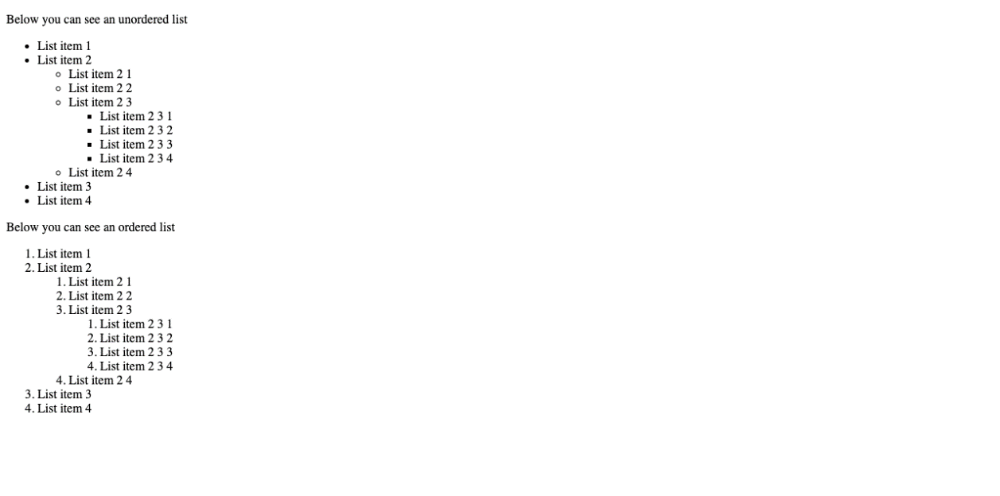 Below you can see an unordered list
• List item 1
• List item 2
◦ List item 2 1
◦ List item 2 2
◦ List item 2 3
▪ List item 2 3 1
▪ List item 2 3 2
▪ List item 2 3 3
▪ List item 2 3 4
◦ List item 2 4
• List item 3
• List item 4
Below you can see an ordered list
1. List item 1
2. List item 2
1. List item 2 1
2. List item 2 2
3. List item 2 3
1. List item 2 3 1
2. List item 2 3 2
3. List item 2 3 3
4. List item 2 3 4
4. List item 2 4
3. List item 3
4. List item 4